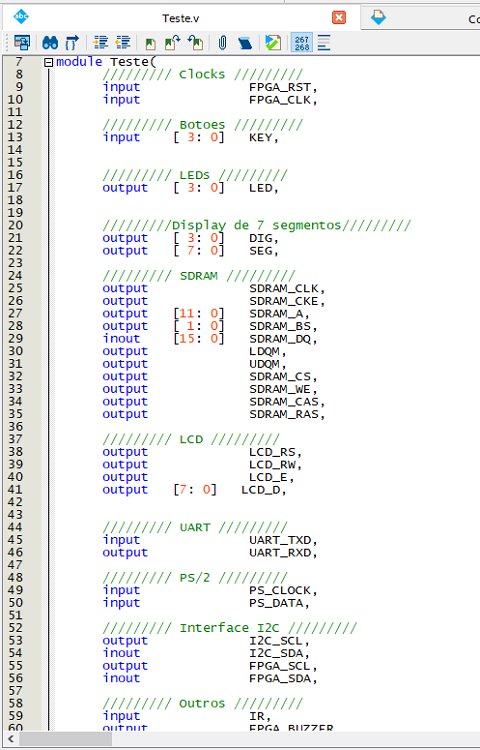 abc
Teste.v
Co
267
268
7 module Teste(
8 ///////// Clocks /////////
9 input FPGA_RST,
10 input FPGA_CLK,
11
12 ///////// Botoes /////////
13 input [ 3: 0] KEY,
14
15
16 ///////// LEDs /////////
17 output [ 3: 0] LED,
18
19
20 /////////Display de 7 segmentos/////////
21 output [ 3: 0] DIG,
22 output [ 7: 0] SEG,
23
24 ///////// SDRAM /////////
25 output SDRAM_CLK,
26 output SDRAM_CKE,
27 output [11: 0] SDRAM_A,
28 output [ 1: 0] SDRAM_BS,
29 inout [15: 0] SDRAM_DQ,
30 output LDQM,
31 output UDQM,
32 output SDRAM_CS,
33 output SDRAM_WE,
34 output SDRAM_CAS,
35 output SDRAM_RAS,
36
37 ///////// LCD /////////
38 output LCD_RS,
39 output LCD_RW,
40 output LCD_E,
41 output [7: 0] LCD_D,
42
43
44 ///////// UART /////////
45 input UART_TXD,
46 output UART_RXD,
47
48 ///////// PS/2 /////////
49 input PS_CLOCK,
50 input PS_DATA,
51
52 ///////// Interface I2C /////////
53 output I2C_SCL,
54 inout I2C_SDA,
55 output FPGA_SCL,
56 inout FPGA_SDA,
57
58 ///////// Outros /////////
59 input IR,
60 output FPGA_BUZZER